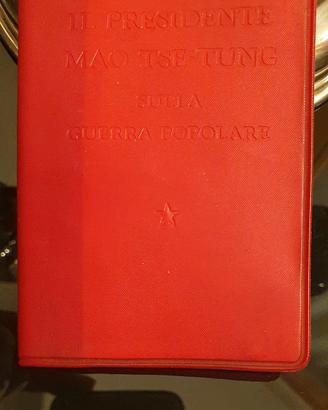 IL PRESIDENTE
MAO TSE-TUNG
SULLA
GUERRA POPOLARE